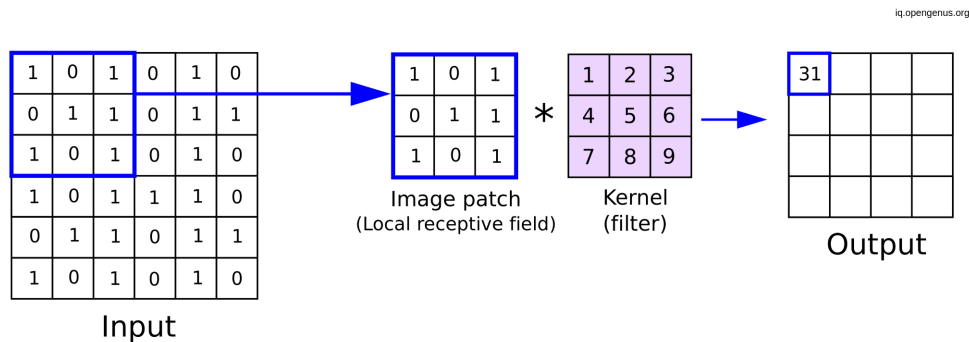 iq.opengenus.org
1 0 1 0 1 0
0 1 1 0 1 1
1 0 1 0 1 0
1 0 1 1 1 0
0 1 1 0 1 1
1 0 1 0 1 0
Input
1 0 1
0 1 1
1 0 1
Image patch
(Local receptive field)
*
1 2 3
4 5 6
7 8 9
Kernel
(filter)
31
Output